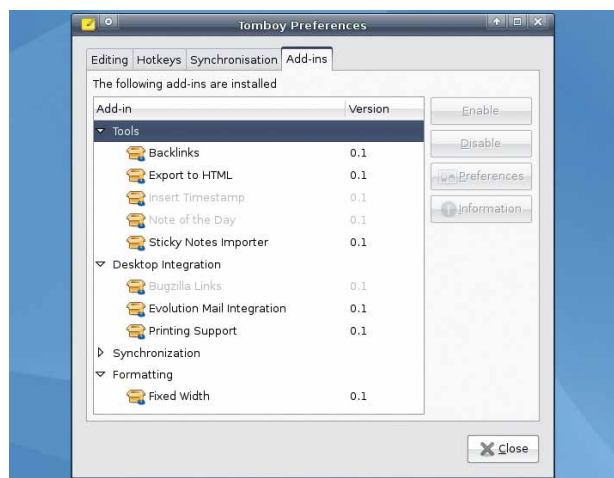 Tomboy Preferences
Editing Hotkeys Synchronisation Add-ins
The following add-ins are installed
Add-in Version
Enable
Tools
Disable
Backlinks 0.1
Export to HTML 0.1
Preferences
Insert Timestamp 0.1
Note of the Day 0.1
Information
Sticky Notes Importer 0.1
Desktop Integration
Bugzilla Links 0.1
Evolution Mail Integration 0.1
Printing Support 0.1
Synchronization
Formatting
Fixed Width 0.1
Close